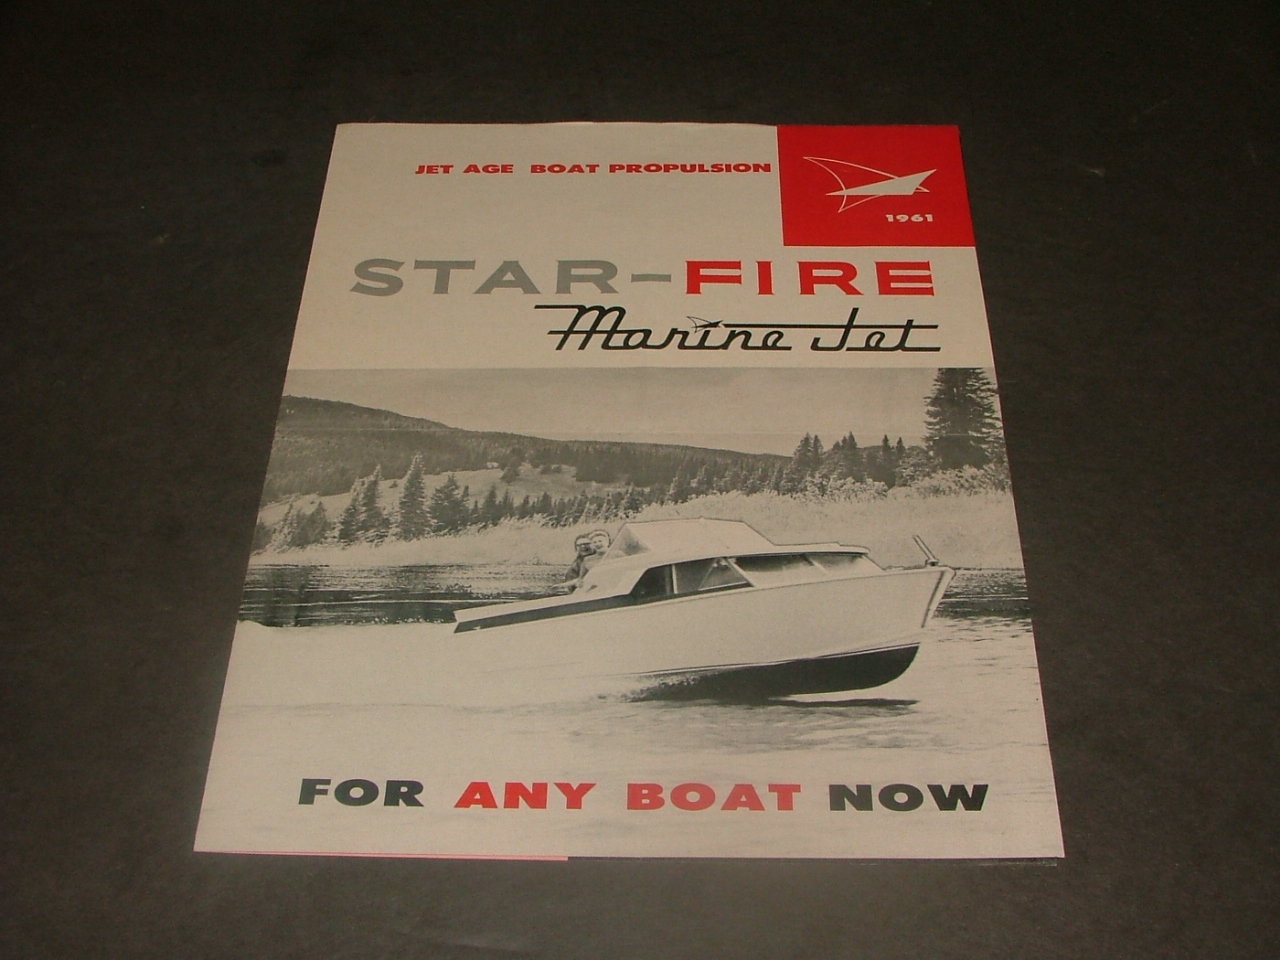 JET AGE BOAT PROPULSION
1961
STAR-FIRE
Marine Jet
FOR ANY BOAT NOW